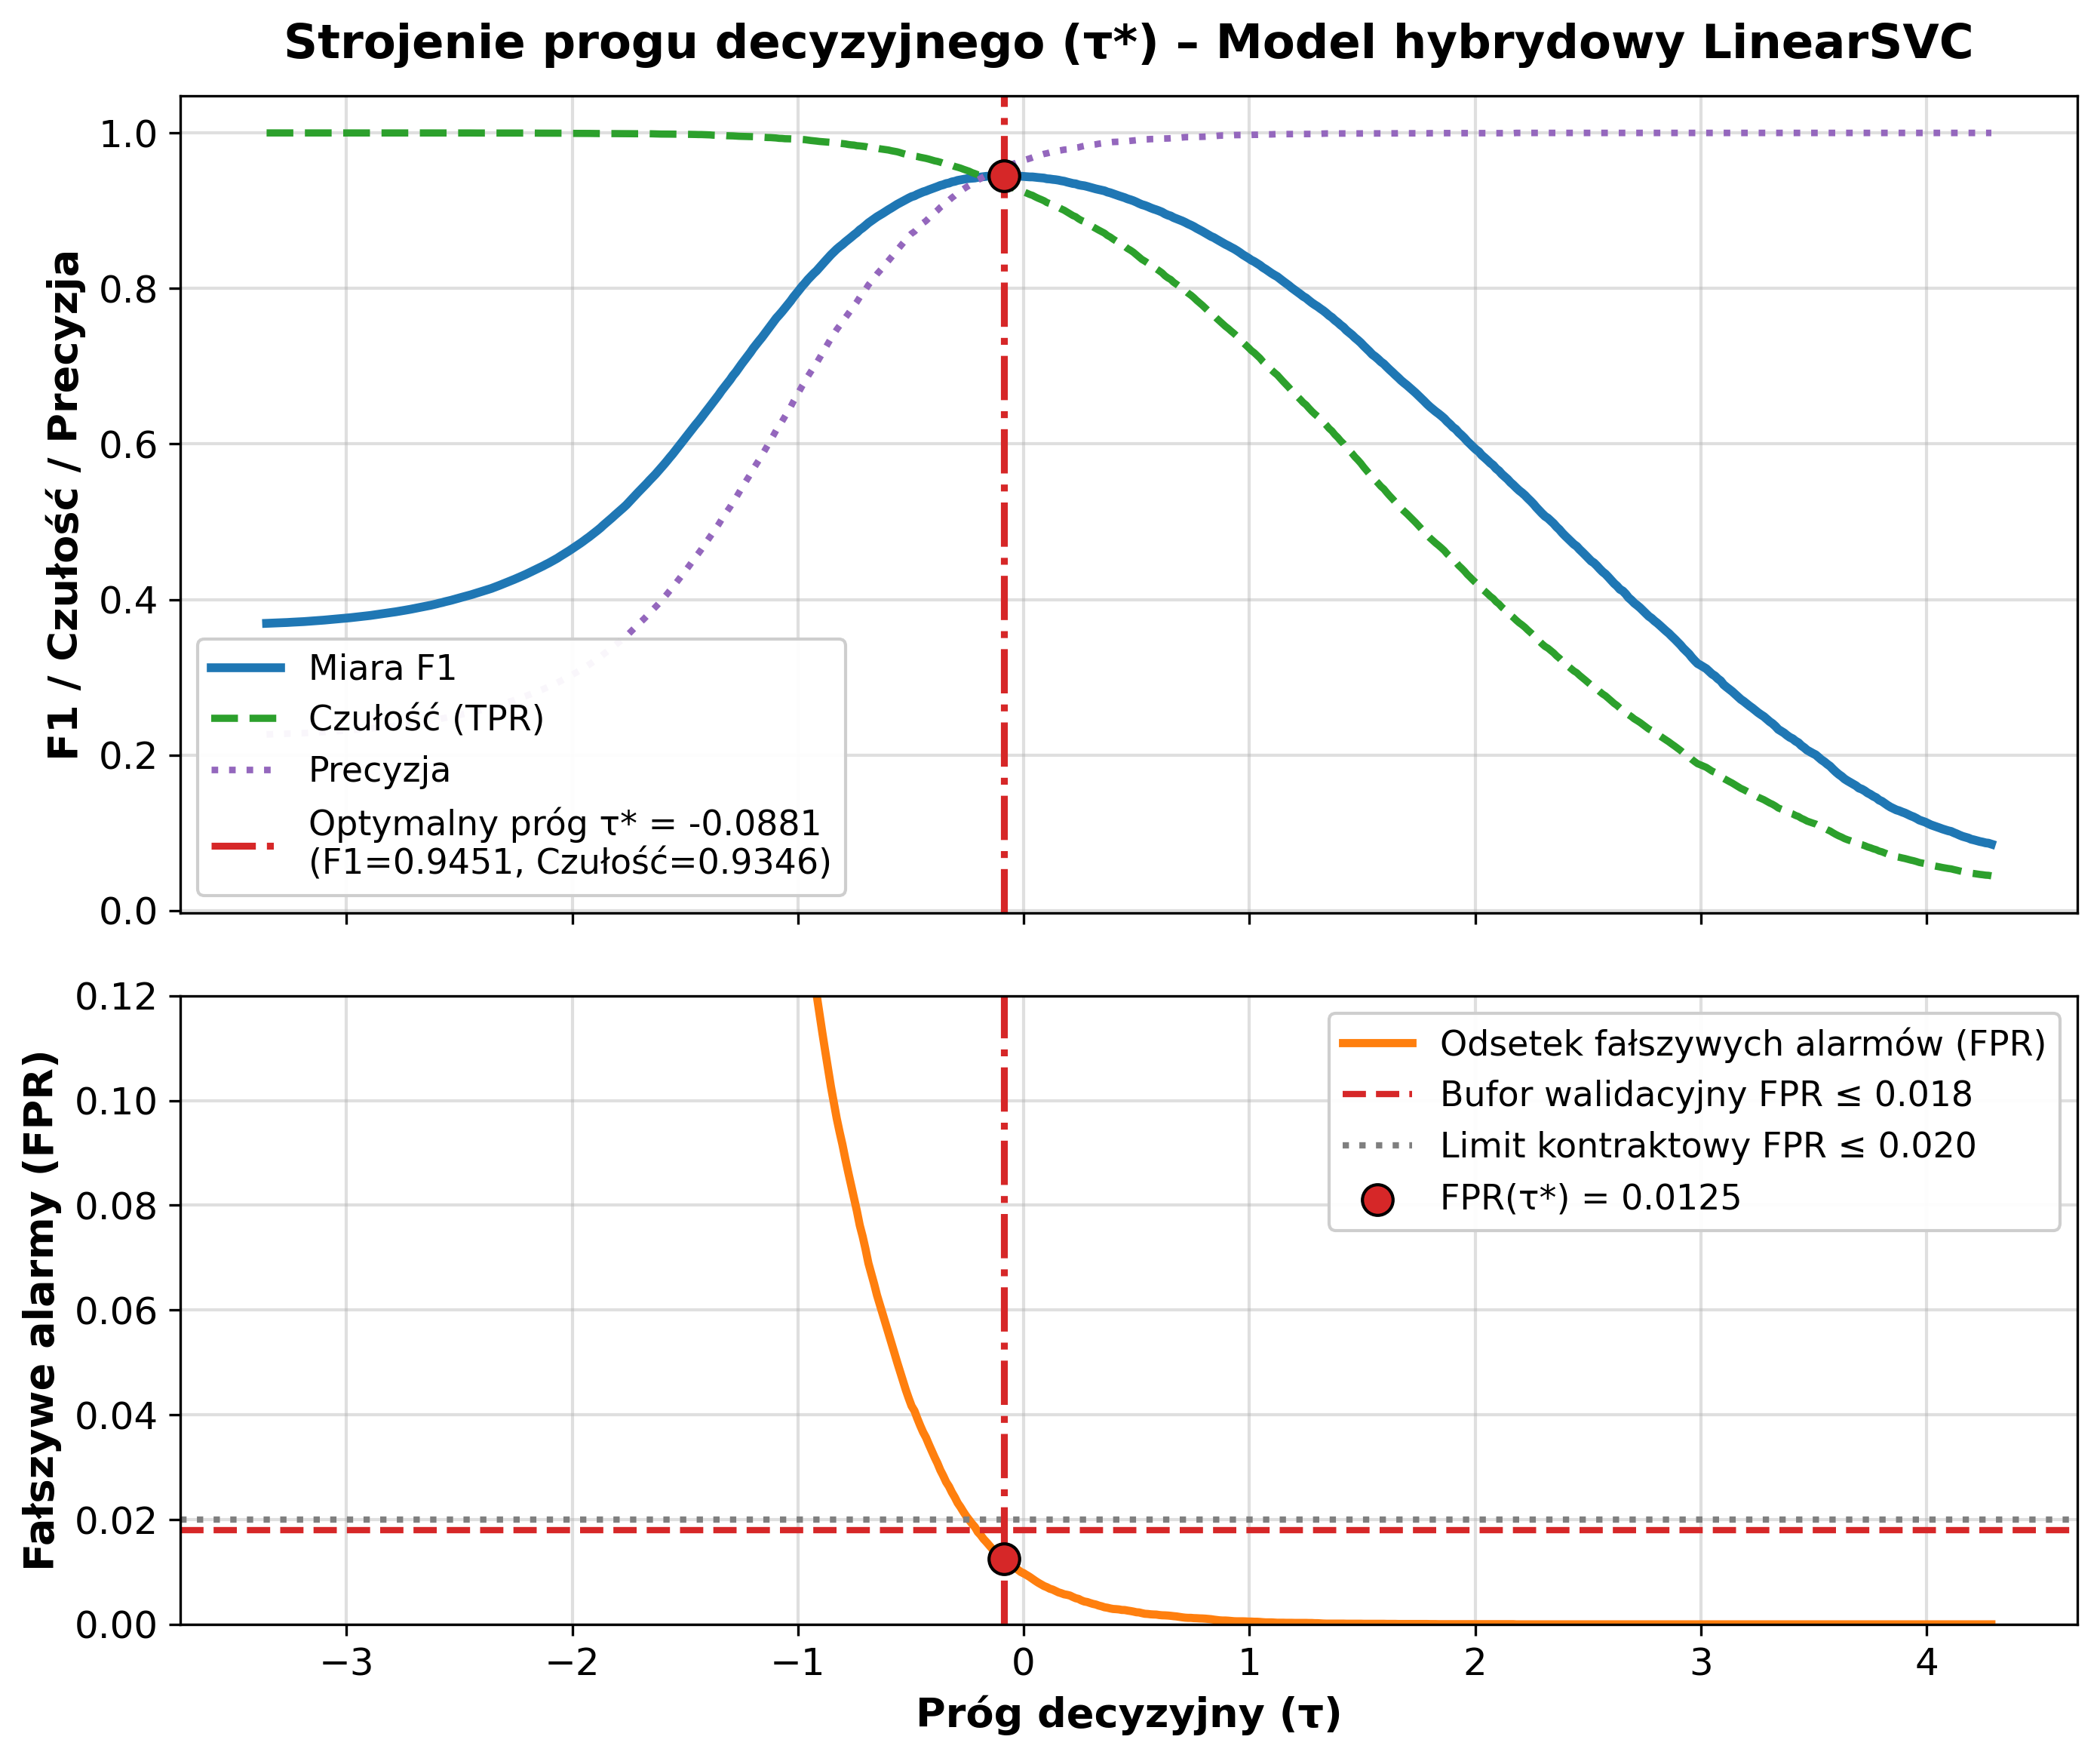 Strojenie progu decyzyjnego (τ*) – Model hybrydowy LinearSVC
F1 / Czułość / Precyzja
1.0
0.8
0.6
0.4
0.2
0.0
Miara F1
Czułość (TPR)
Precyzja
Optymalny próg τ* = -0.0881
(F1=0.9451, Czułość=0.9346)
Fałszywe alarmy (FPR)
0.12
0.10
0.08
0.06
0.04
0.02
0.00
Odsetek fałszywych alarmów (FPR)
Bufor walidacyjny FPR ≤ 0.018
Limit kontraktowy FPR ≤ 0.020
FPR(τ*) = 0.0125
−3 −2 −1 0 1 2 3 4
Próg decyzyjny (τ)